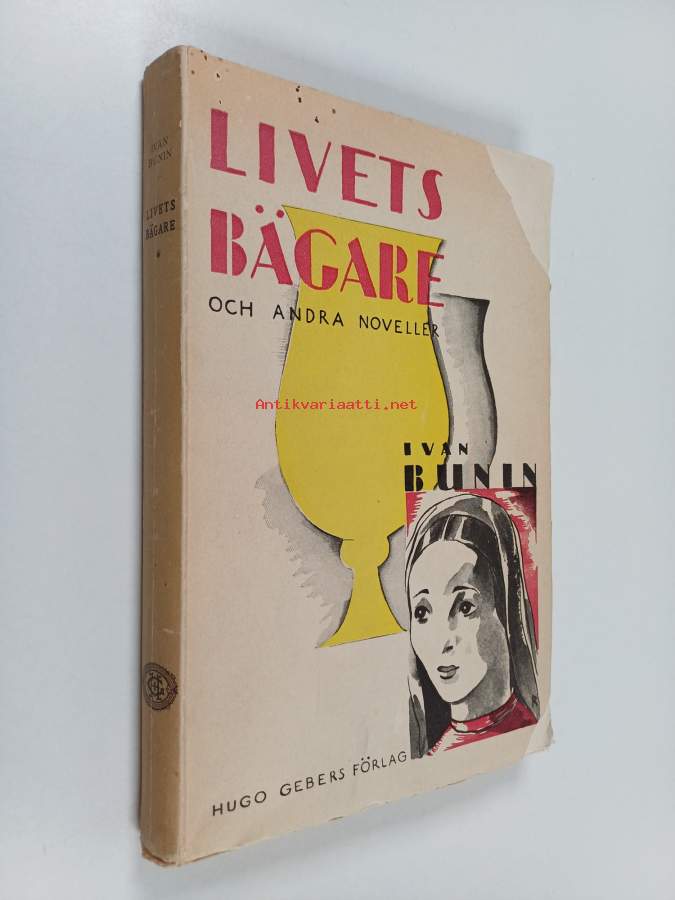 IVAN
BUNIN
LIVETS
BÄGARE
LIVETS
BÄGARE
OCH ANDRA NOVELLER
Antikvariaatti.net
IVAN
BUNIN
HUGO GEBERS FÖRLAG